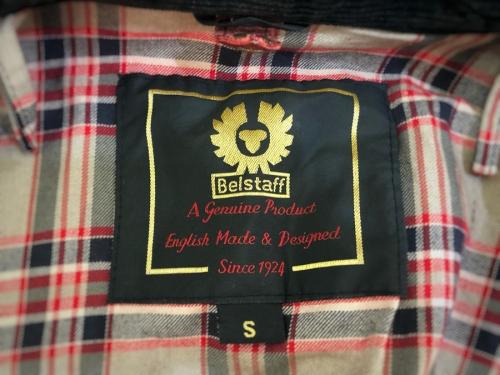 Belstaff
A Genuine Product
English Made & Designed
Since 1924
S